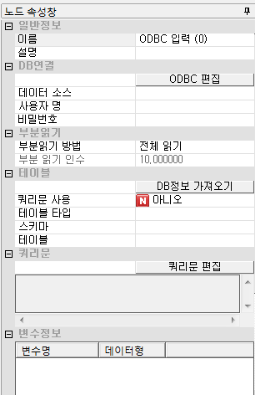 노드 속성창
일반정보
이름 ODBC 입력 (0)
설명
DB연결
ODBC 편집
데이터 소스
사용자 명
비밀번호
부분읽기
부분읽기 방법 전체 읽기
부분 읽기 인수 10,000000
테이블
DB정보 가져오기
쿼리문 사용 N 아니오
테이블 타입
스키마
테이블
쿼리문
쿼리문 편집
변수정보
변수명 데이터형